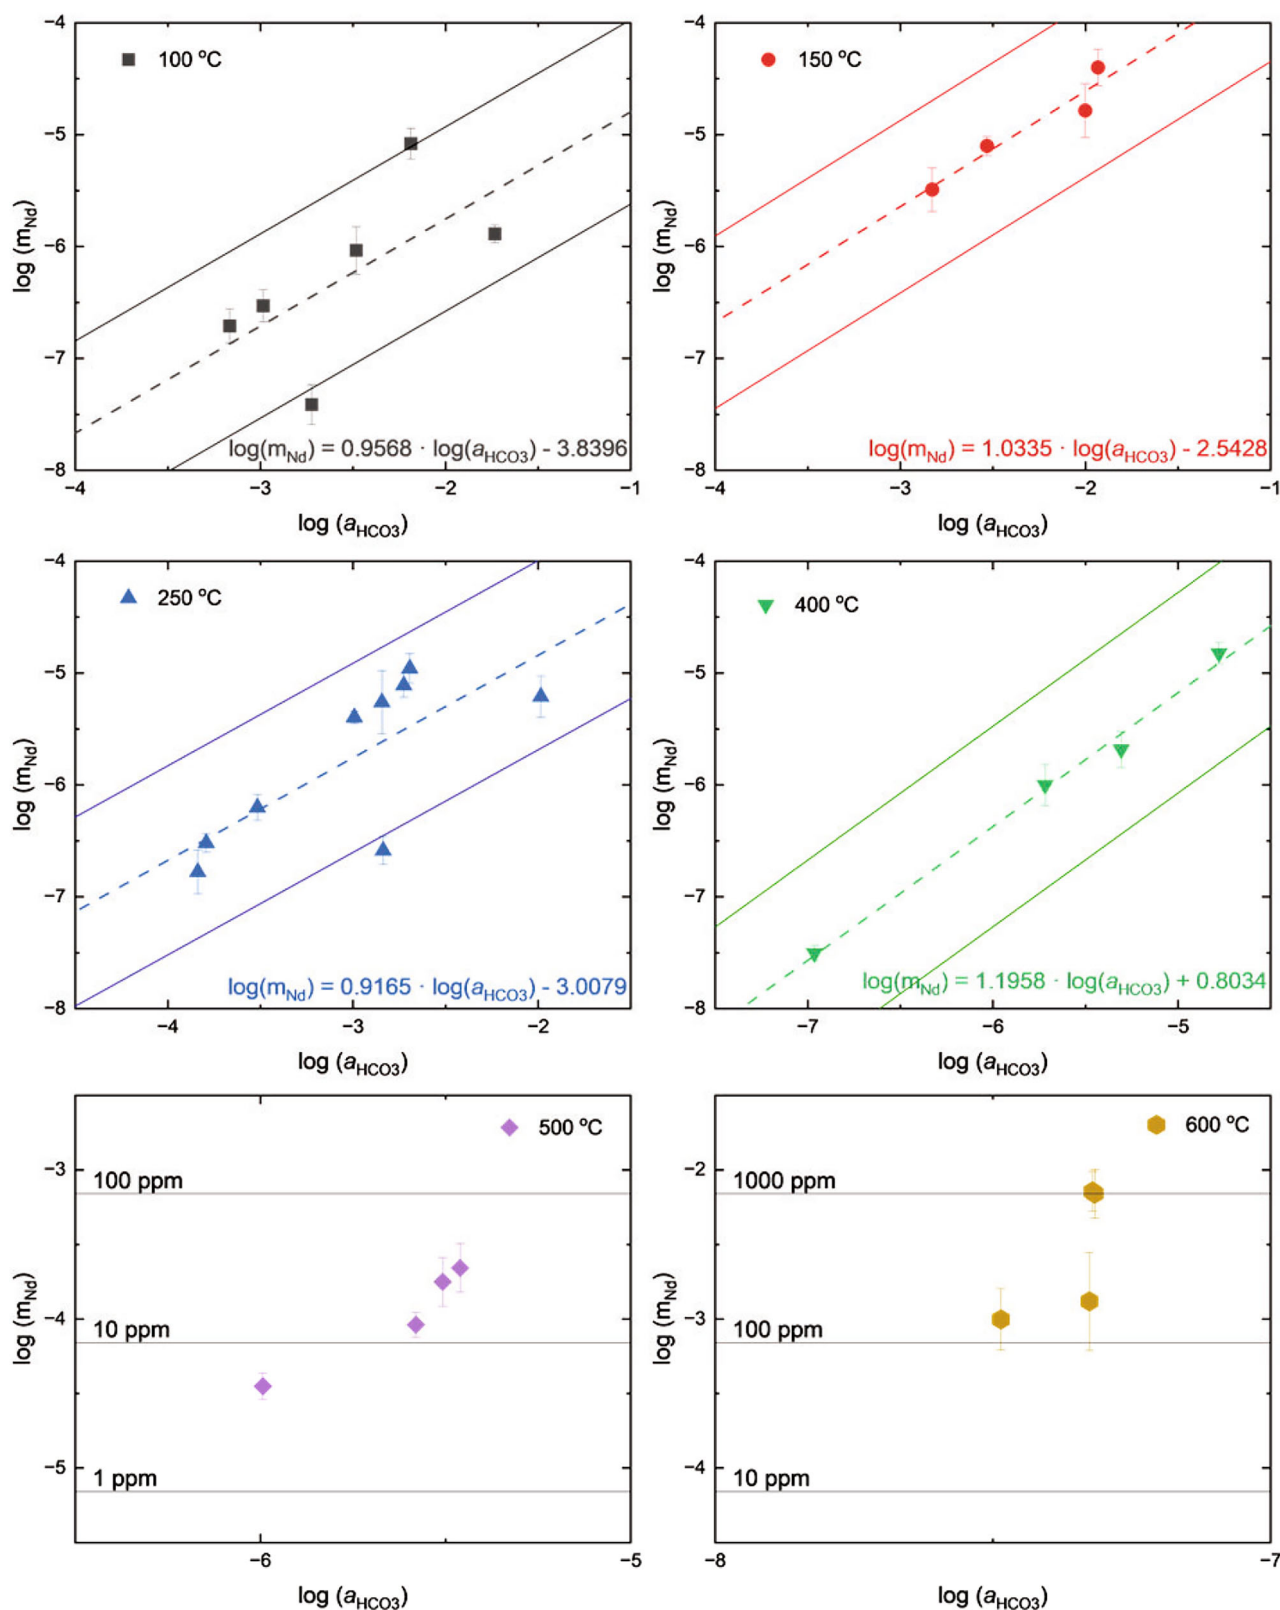 100 °C
log (m_Nd)
−4
−5
−6
−7
−8
log(m_Nd) = 0.9568 · log(a_HCO3) - 3.8396
−4 −3 −2 −1
log (a_HCO3)
150 °C
log (m_Nd)
−4
−5
−6
−7
−8
log(m_Nd) = 1.0335 · log(a_HCO3) - 2.5428
−4 −3 −2 −1
log (a_HCO3)
250 °C
log (m_Nd)
−4
−5
−6
−7
−8
log(m_Nd) = 0.9165 · log(a_HCO3) - 3.0079
−4 −3 −2
log (a_HCO3)
400 °C
log (m_Nd)
−4
−5
−6
−7
−8
log(m_Nd) = 1.1958 · log(a_HCO3) + 0.8034
−7 −6 −5
log (a_HCO3)
500 °C
log (m_Nd)
−3
−4
−5
100 ppm
10 ppm
1 ppm
−6 −5
log (a_HCO3)
600 °C
log (m_Nd)
−2
−3
−4
1000 ppm
100 ppm
10 ppm
−8 −7
log (a_HCO3)